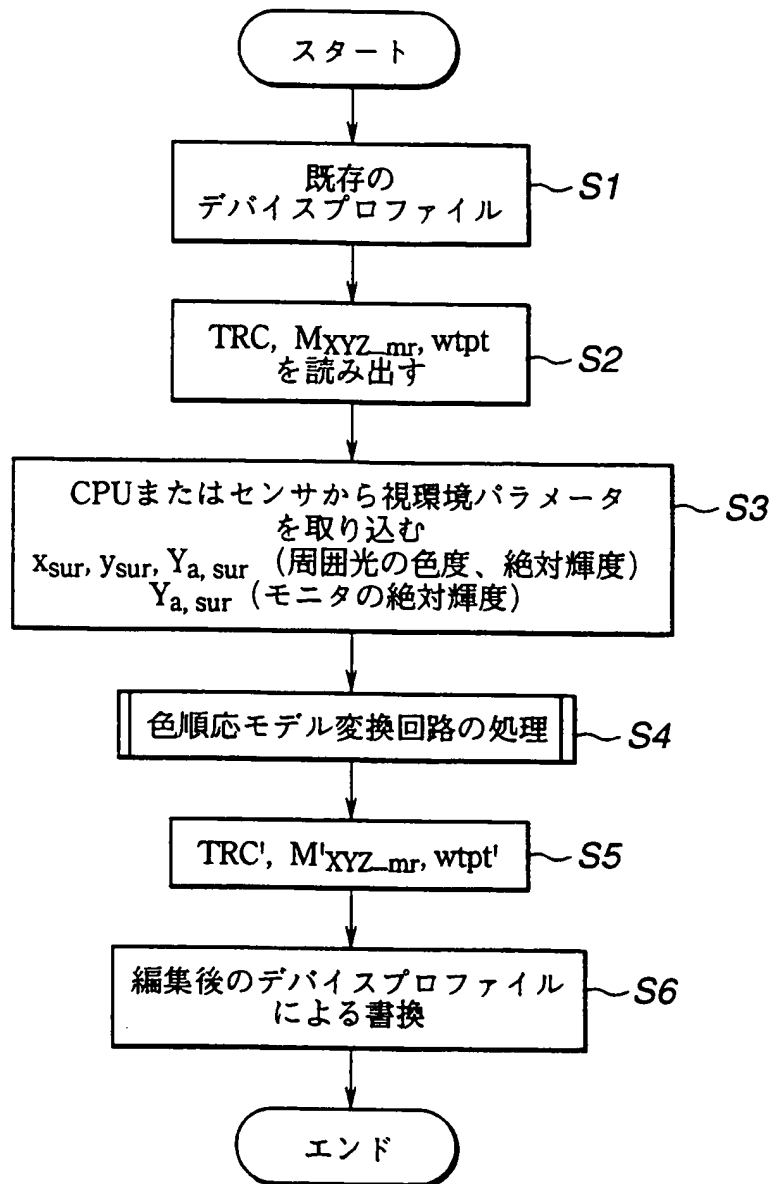 スタート
既存の
デバイスプロファイル
S1
TRC, MXYZ_mr, wtpt
を読み出す
S2
CPUまたはセンサから視環境パラメータ
を取り込む
xsur, ysur, Ya, sur (周囲光の色度、絶対輝度)
Ya, sur (モニタの絶対輝度)
S3
色順応モデル変換回路の処理
S4
TRC', M'XYZ_mr, wtpt'
S5
編集後のデバイスプロファイル
による書換
S6
エンド